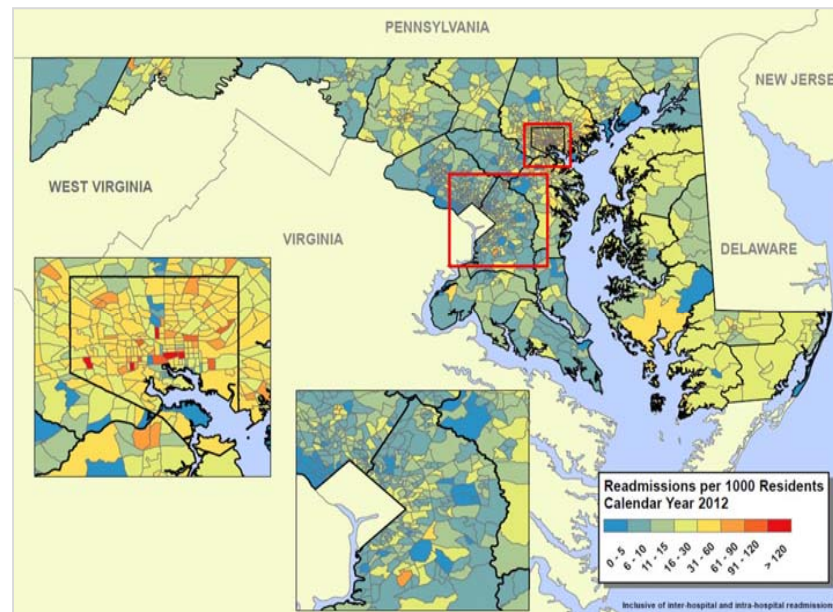 PENNSYLVANIA
NEW JERSE
WEST VIRGINIA
VIRGINIA
DELAWARE
Readmissions per 1000 Residents
Calendar Year 2012
0 - 5
6 - 10
11 - 15
16 - 30
31 - 60
61 - 90
91 - 120
> 120
Inclusive of inter-hospital and intra-hospital readmissions